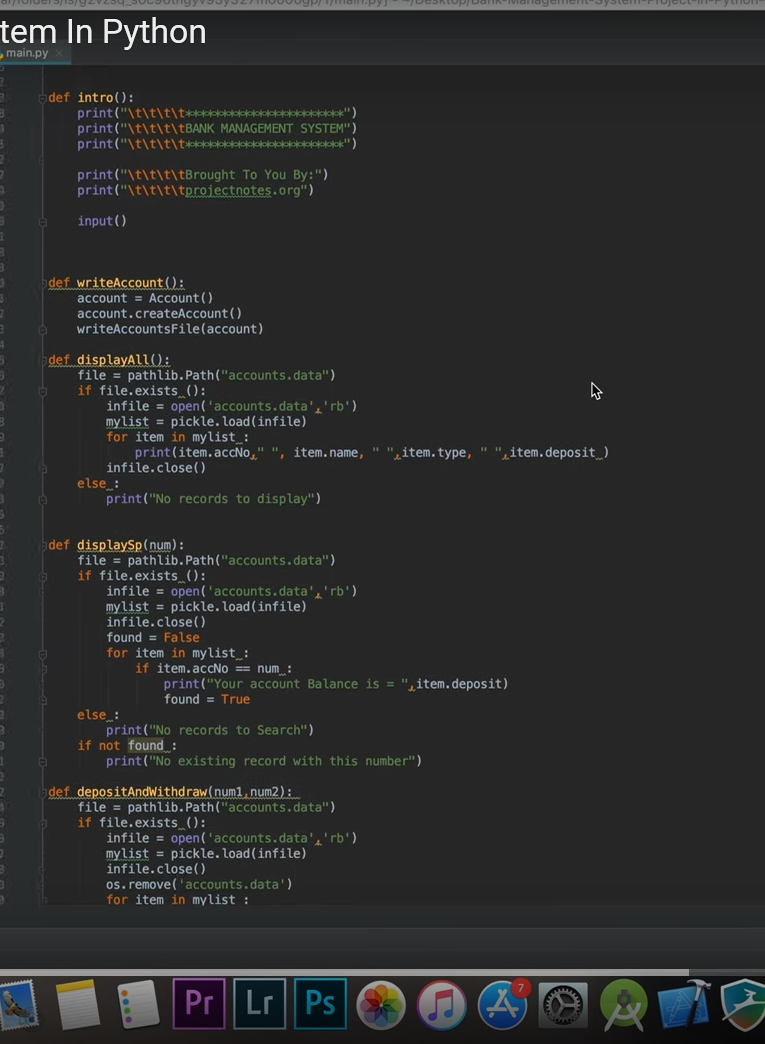 tem In Python
main.py
def intro():
print("\t\t\t\t**********************")
print("\t\t\t\tBANK MANAGEMENT SYSTEM")
print("\t\t\t\t**********************")
print("\t\t\t\tBrought To You By:")
print("\t\t\t\tprojectnotes.org")
input()
def writeAccount():
account = Account()
account.createAccount()
writeAccountsFile(account)
def displayAll():
file = pathlib.Path("accounts.data")
if file.exists ():
infile = open('accounts.data','rb')
mylist = pickle.load(infile)
for item in mylist :
print(item.accNo," ", item.name, " ",item.type, " ",item.deposit )
infile.close()
else :
print("No records to display")
def displaySp(num):
file = pathlib.Path("accounts.data")
if file.exists ():
infile = open('accounts.data','rb')
mylist = pickle.load(infile)
infile.close()
found = False
for item in mylist :
if item.accNo == num :
print("Your account Balance is = ",item.deposit)
found = True
else :
print("No records to Search")
if not found :
print("No existing record with this number")
def depositAndWithdraw(num1,num2):
file = pathlib.Path("accounts.data")
if file.exists ():
infile = open('accounts.data','rb')
mylist = pickle.load(infile)
infile.close()
os.remove('accounts.data')
for item in mylist :
Pr Lr Ps 7